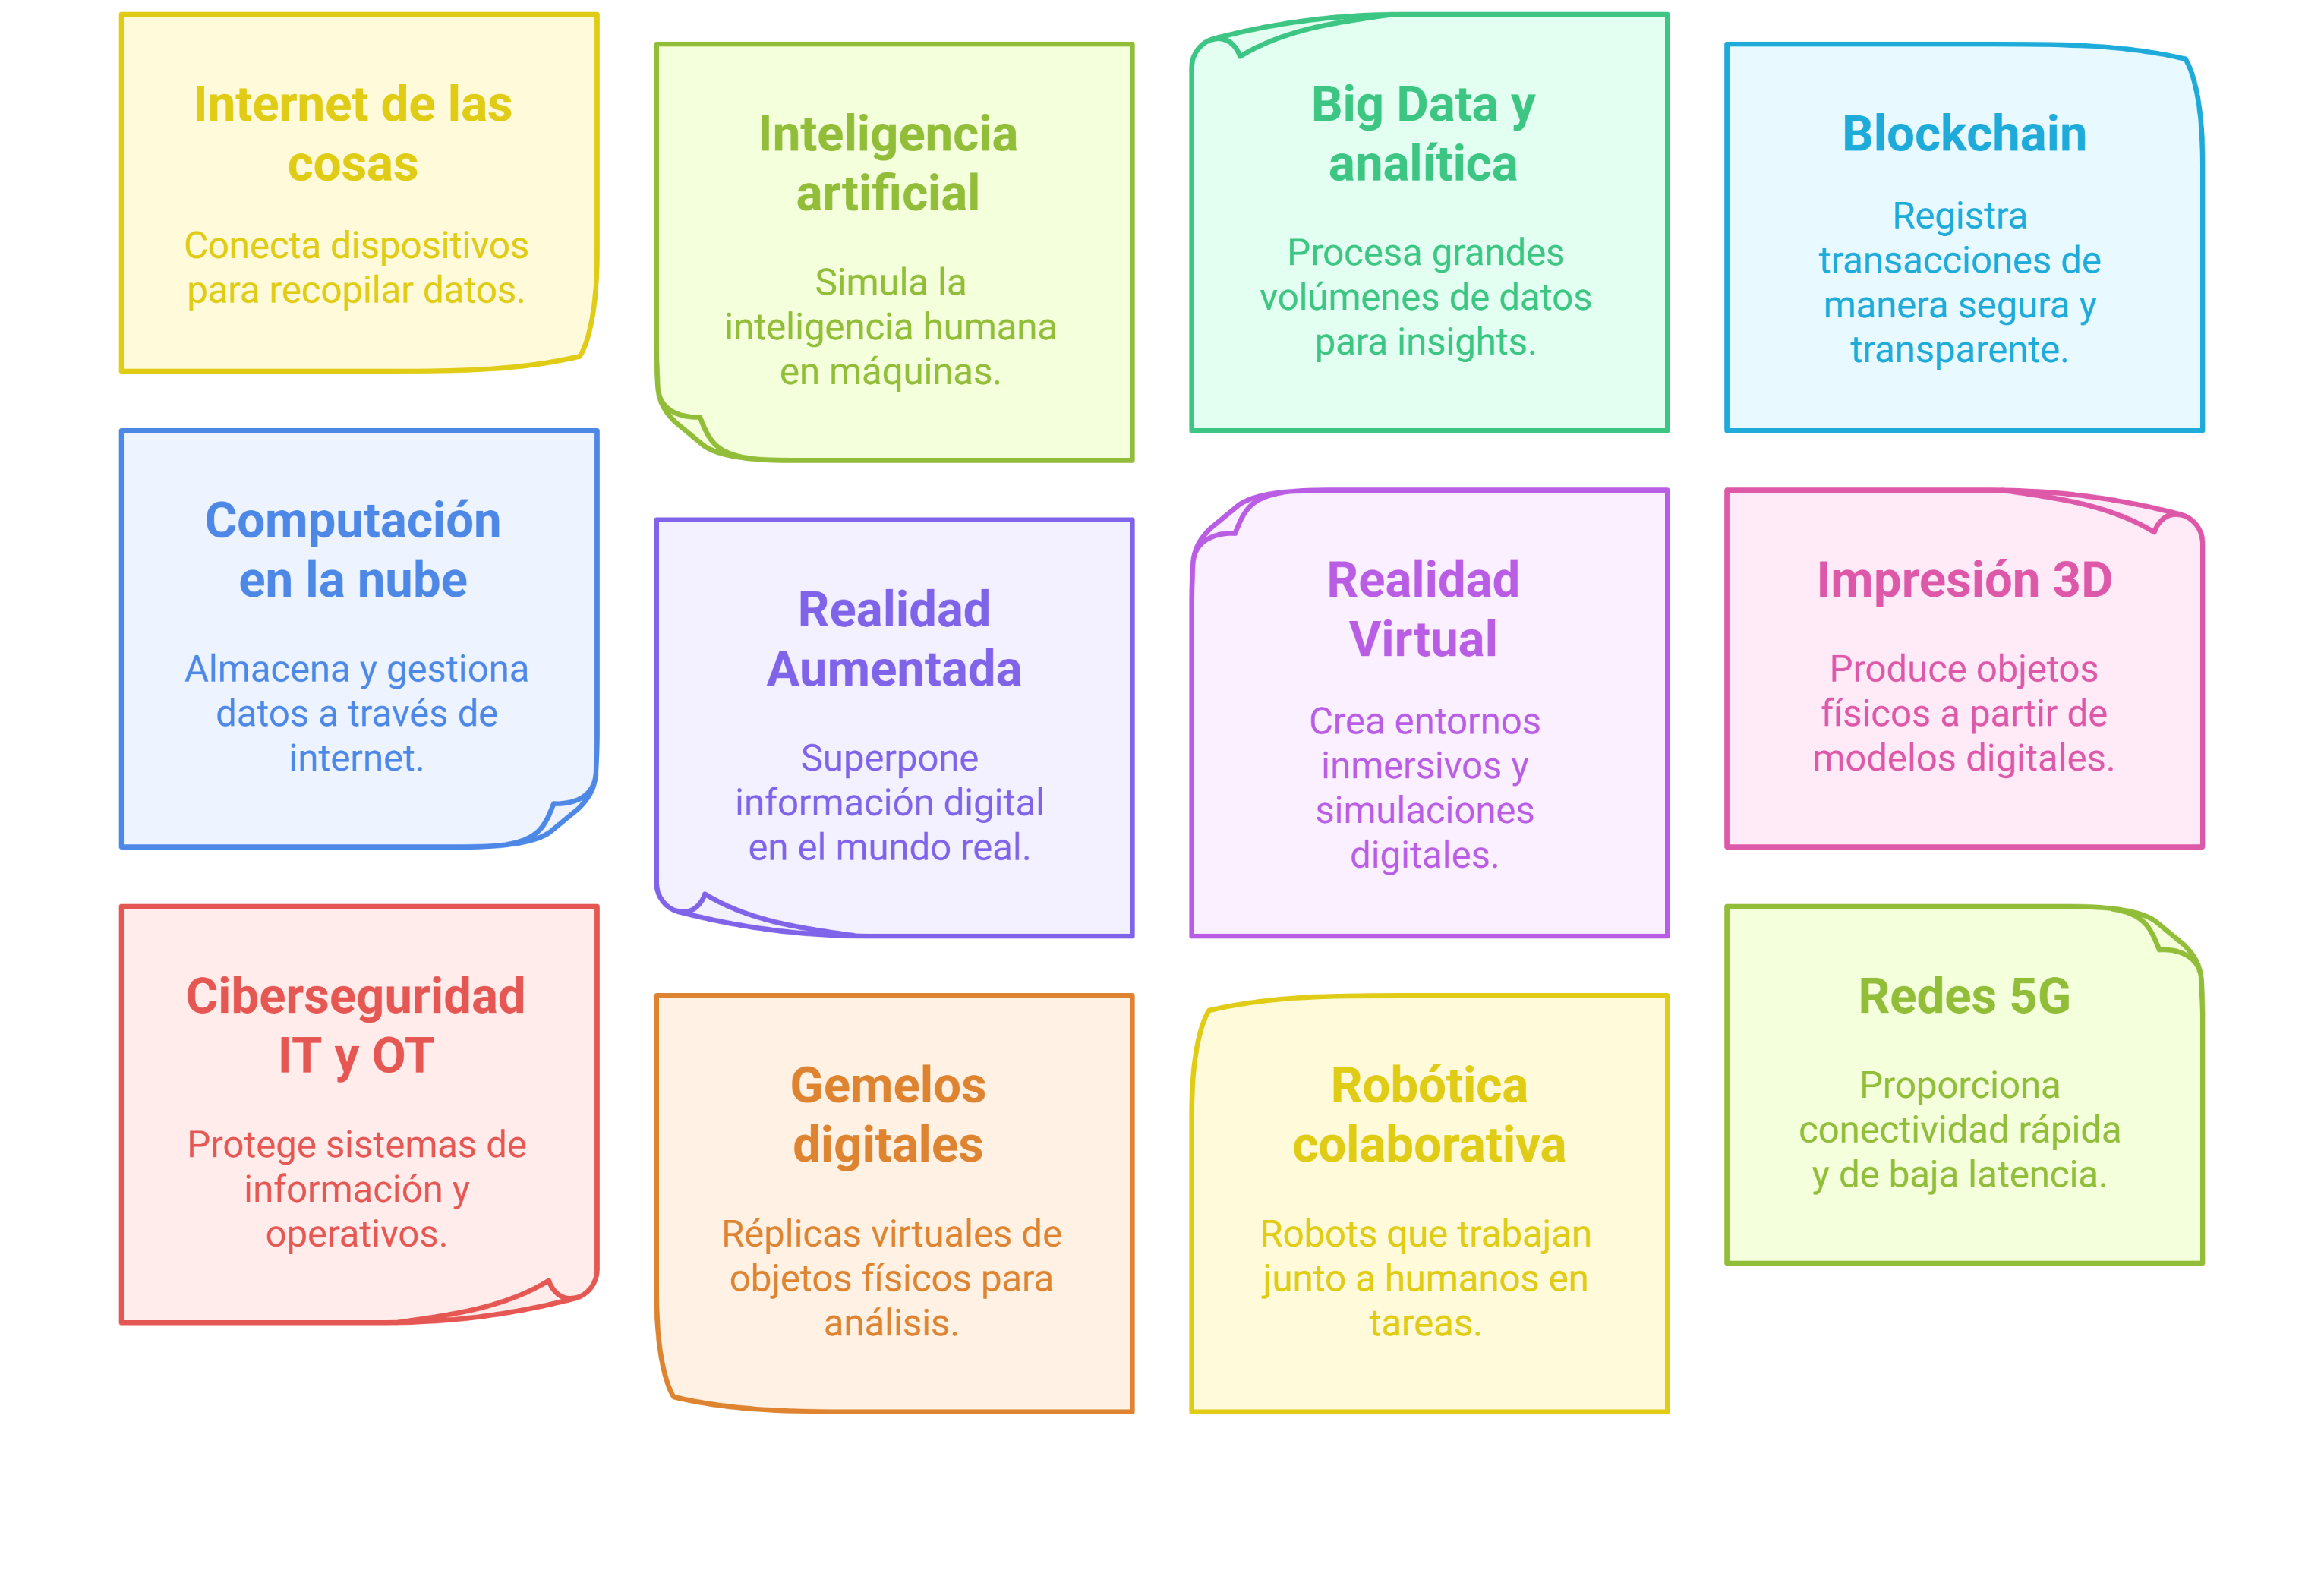 Internet de las
cosas
Conecta dispositivos
para recopilar datos.
Inteligencia
artificial
Simula la
inteligencia humana
en máquinas.
Big Data y
analítica
Procesa grandes
volúmenes de datos
para insights.
Blockchain
Registra
transacciones de
manera segura y
transparente.
Computación
en la nube
Almacena y gestiona
datos a través de
internet.
Realidad
Aumentada
Superpone
información digital
en el mundo real.
Realidad
Virtual
Crea entornos
inmersivos y
simulaciones
digitales.
Impresión 3D
Produce objetos
físicos a partir de
modelos digitales.
Ciberseguridad
IT y OT
Protege sistemas de
información y
operativos.
Gemelos
digitales
Réplicas virtuales de
objetos físicos para
análisis.
Robótica
colaborativa
Robots que trabajan
junto a humanos en
tareas.
Redes 5G
Proporciona
conectividad rápida
y de baja latencia.